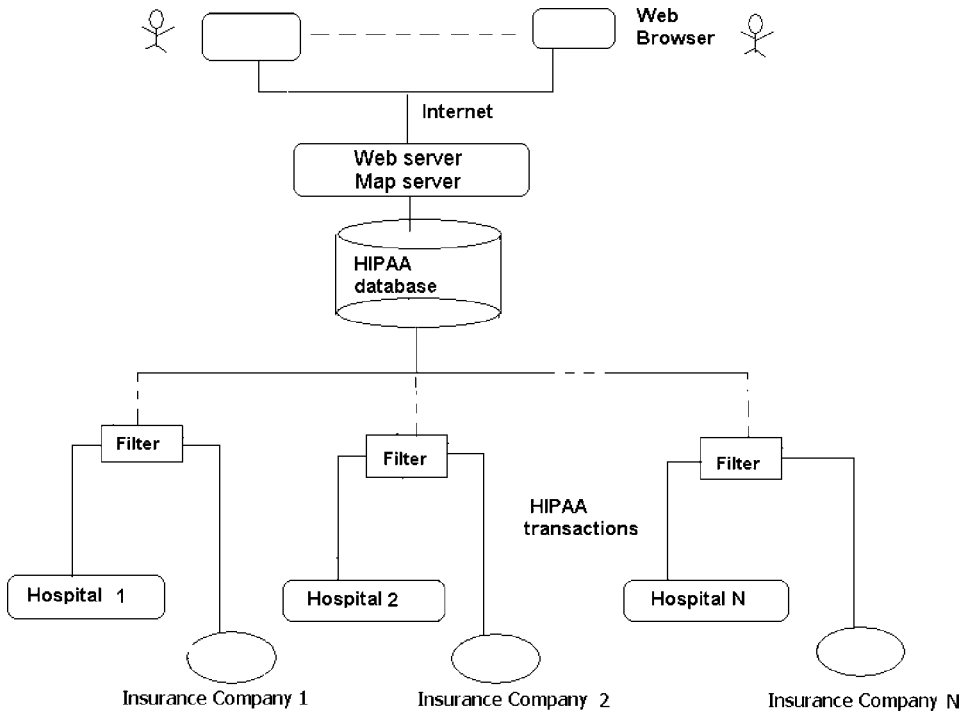 Web
Browser
Internet
Web server
Map server
HIPAA
database
Filter
Filter
Filter
HIPAA
transactions
Hospital 1
Hospital 2
Hospital N
Insurance Company 1
Insurance Company 2
Insurance Company N